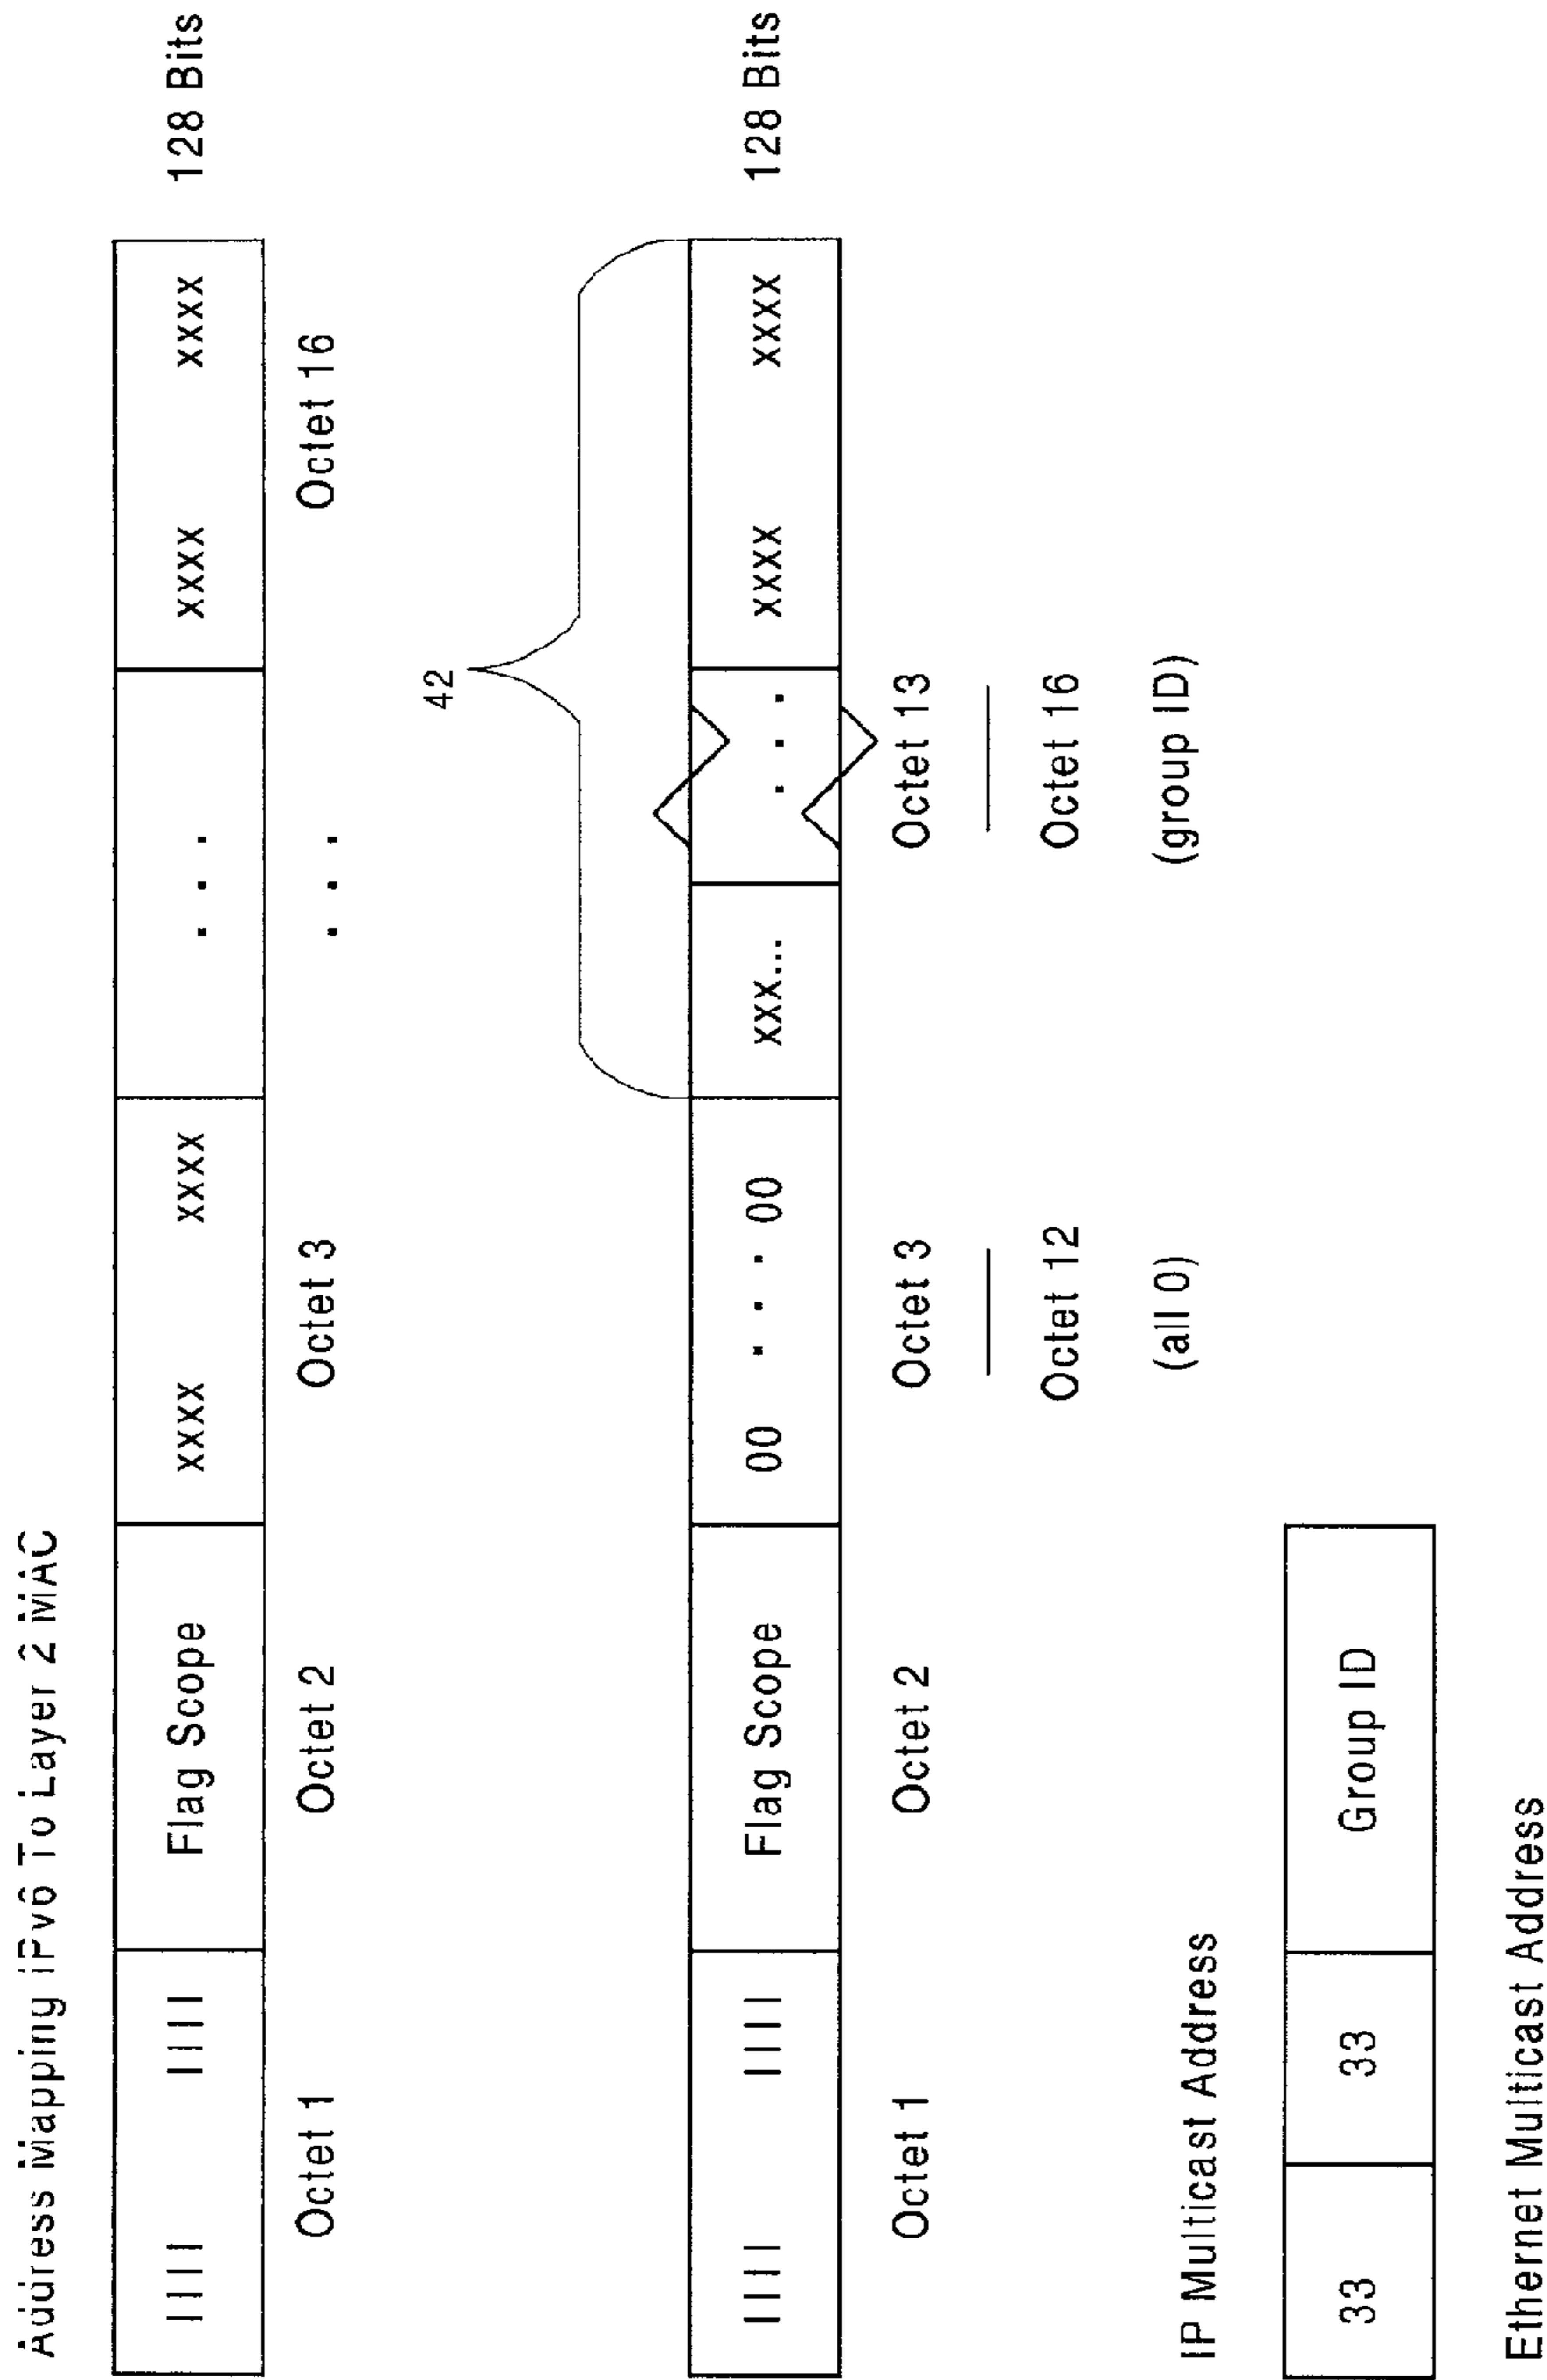 Address Mapping IPv6 To Layer 2 MAC
1111 1111 Flag Scope xxxx xxxx . . . xxxx xxxx 128 Bits
Octet 1 Octet 2 Octet 3 . . . Octet 16
42
1111 1111 Flag Scope 00 . . . 00 xxx... . . . xxxx xxxx 128 Bits
Octet 1 Octet 2 Octet 3 Octet 13
Octet 12 Octet 16
(all 0) (group ID)
IP Multicast Address
33 33 Group ID
Ethernet Multicast Address